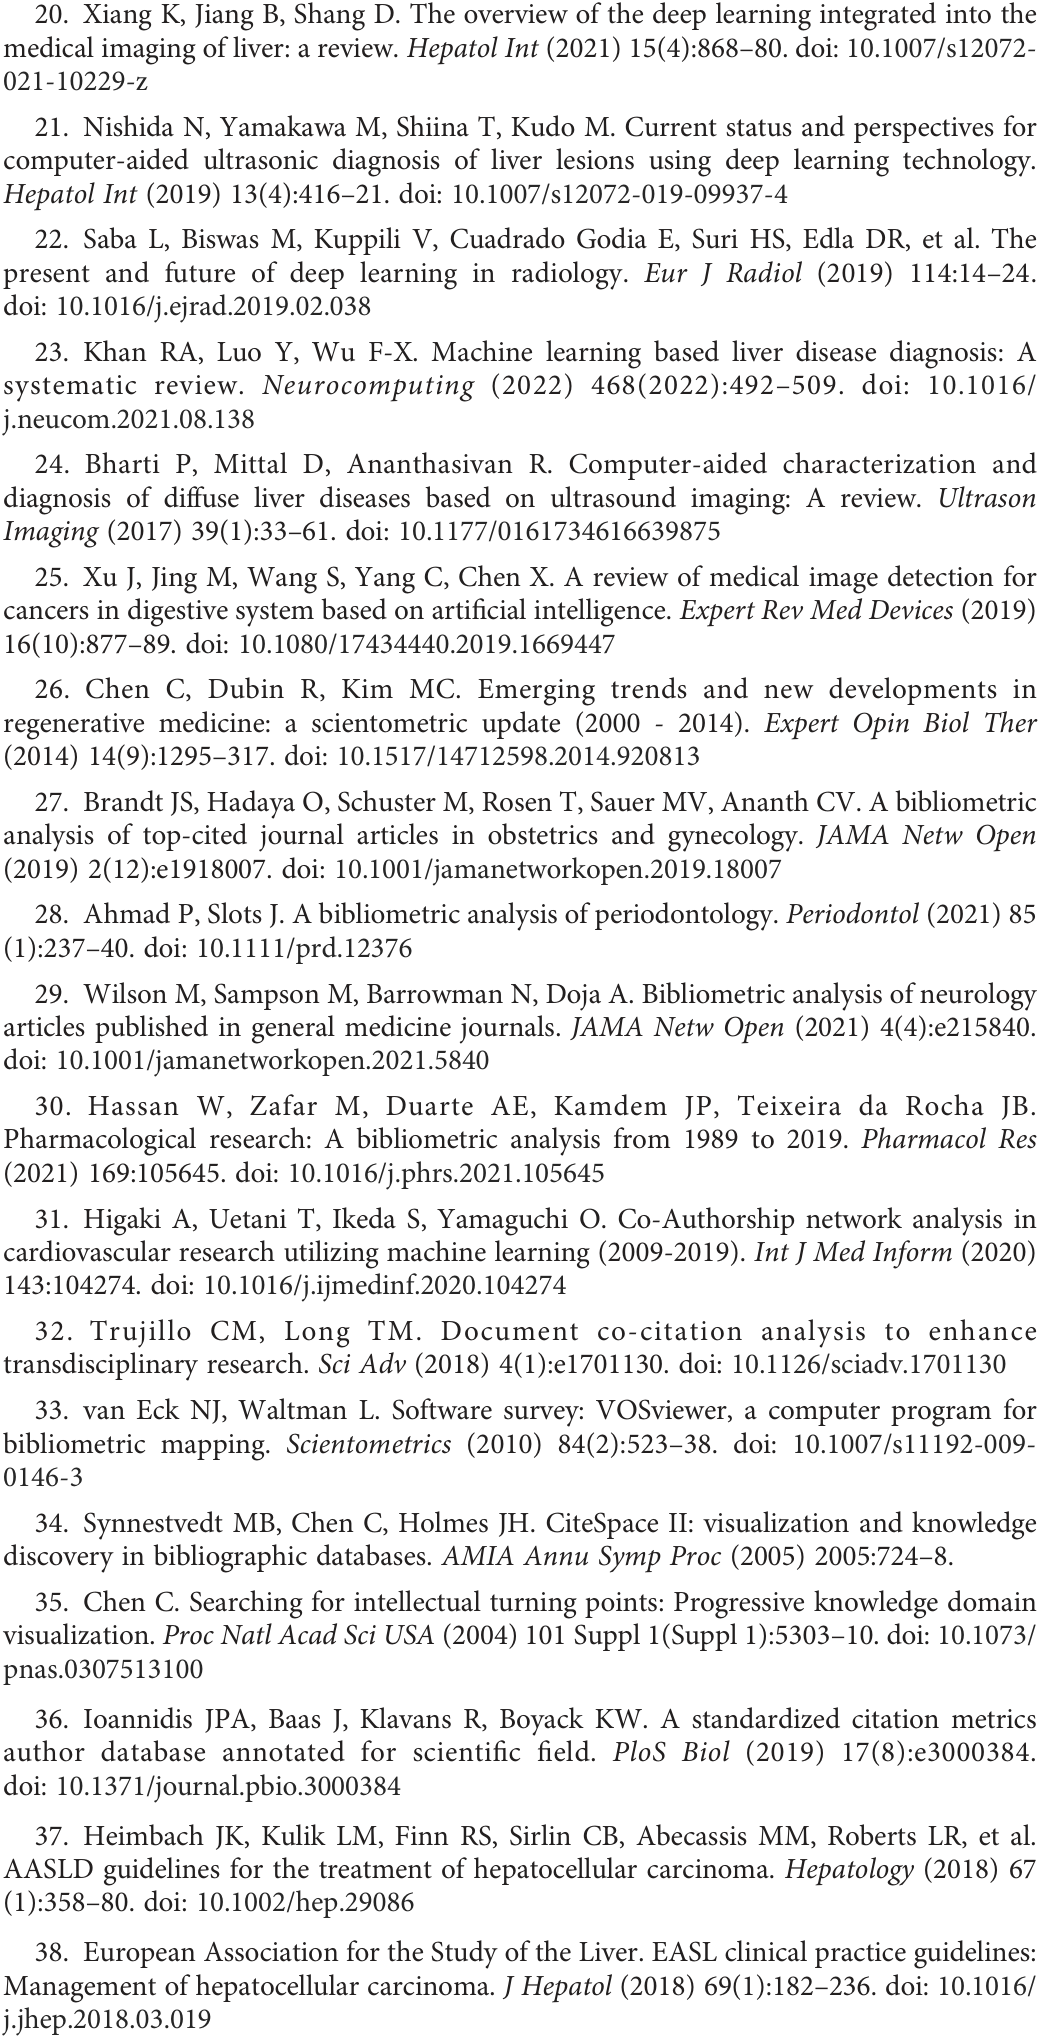 20. Xiang K, Jiang B, Shang D. The overview of the deep learning integrated into the
medical imaging of liver: a review. Hepatol Int (2021) 15(4):868–80. doi: 10.1007/s12072-
021-10229-z
21. Nishida N, Yamakawa M, Shiina T, Kudo M. Current status and perspectives for
computer-aided ultrasonic diagnosis of liver lesions using deep learning technology.
Hepatol Int (2019) 13(4):416–21. doi: 10.1007/s12072-019-09937-4
22. Saba L, Biswas M, Kuppili V, Cuadrado Godia E, Suri HS, Edla DR, et al. The
present and future of deep learning in radiology. Eur J Radiol (2019) 114:14–24.
doi: 10.1016/j.ejrad.2019.02.038
23. Khan RA, Luo Y, Wu F-X. Machine learning based liver disease diagnosis: A
systematic review. Neurocomputing (2022) 468(2022):492–509. doi: 10.1016/
j.neucom.2021.08.138
24. Bharti P, Mittal D, Ananthasivan R. Computer-aided characterization and
diagnosis of diffuse liver diseases based on ultrasound imaging: A review. Ultrason
Imaging (2017) 39(1):33–61. doi: 10.1177/0161734616639875
25. Xu J, Jing M, Wang S, Yang C, Chen X. A review of medical image detection for
cancers in digestive system based on artificial intelligence. Expert Rev Med Devices (2019)
16(10):877–89. doi: 10.1080/17434440.2019.1669447
26. Chen C, Dubin R, Kim MC. Emerging trends and new developments in
regenerative medicine: a scientometric update (2000 - 2014). Expert Opin Biol Ther
(2014) 14(9):1295–317. doi: 10.1517/14712598.2014.920813
27. Brandt JS, Hadaya O, Schuster M, Rosen T, Sauer MV, Ananth CV. A bibliometric
analysis of top-cited journal articles in obstetrics and gynecology. JAMA Netw Open
(2019) 2(12):e1918007. doi: 10.1001/jamanetworkopen.2019.18007
28. Ahmad P, Slots J. A bibliometric analysis of periodontology. Periodontol (2021) 85
(1):237–40. doi: 10.1111/prd.12376
29. Wilson M, Sampson M, Barrowman N, Doja A. Bibliometric analysis of neurology
articles published in general medicine journals. JAMA Netw Open (2021) 4(4):e215840.
doi: 10.1001/jamanetworkopen.2021.5840
30. Hassan W, Zafar M, Duarte AE, Kamdem JP, Teixeira da Rocha JB.
Pharmacological research: A bibliometric analysis from 1989 to 2019. Pharmacol Res
(2021) 169:105645. doi: 10.1016/j.phrs.2021.105645
31. Higaki A, Uetani T, Ikeda S, Yamaguchi O. Co-Authorship network analysis in
cardiovascular research utilizing machine learning (2009-2019). Int J Med Inform (2020)
143:104274. doi: 10.1016/j.ijmedinf.2020.104274
32. Trujillo CM, Long TM. Document co-citation analysis to enhance
transdisciplinary research. Sci Adv (2018) 4(1):e1701130. doi: 10.1126/sciadv.1701130
33. van Eck NJ, Waltman L. Software survey: VOSviewer, a computer program for
bibliometric mapping. Scientometrics (2010) 84(2):523–38. doi: 10.1007/s11192-009-
0146-3
34. Synnestvedt MB, Chen C, Holmes JH. CiteSpace II: visualization and knowledge
discovery in bibliographic databases. AMIA Annu Symp Proc (2005) 2005:724–8.
35. Chen C. Searching for intellectual turning points: Progressive knowledge domain
visualization. Proc Natl Acad Sci USA (2004) 101 Suppl 1(Suppl 1):5303–10. doi: 10.1073/
pnas.0307513100
36. Ioannidis JPA, Baas J, Klavans R, Boyack KW. A standardized citation metrics
author database annotated for scientific field. PloS Biol (2019) 17(8):e3000384.
doi: 10.1371/journal.pbio.3000384
37. Heimbach JK, Kulik LM, Finn RS, Sirlin CB, Abecassis MM, Roberts LR, et al.
AASLD guidelines for the treatment of hepatocellular carcinoma. Hepatology (2018) 67
(1):358–80. doi: 10.1002/hep.29086
38. European Association for the Study of the Liver. EASL clinical practice guidelines:
Management of hepatocellular carcinoma. J Hepatol (2018) 69(1):182–236. doi: 10.1016/
j.jhep.2018.03.019